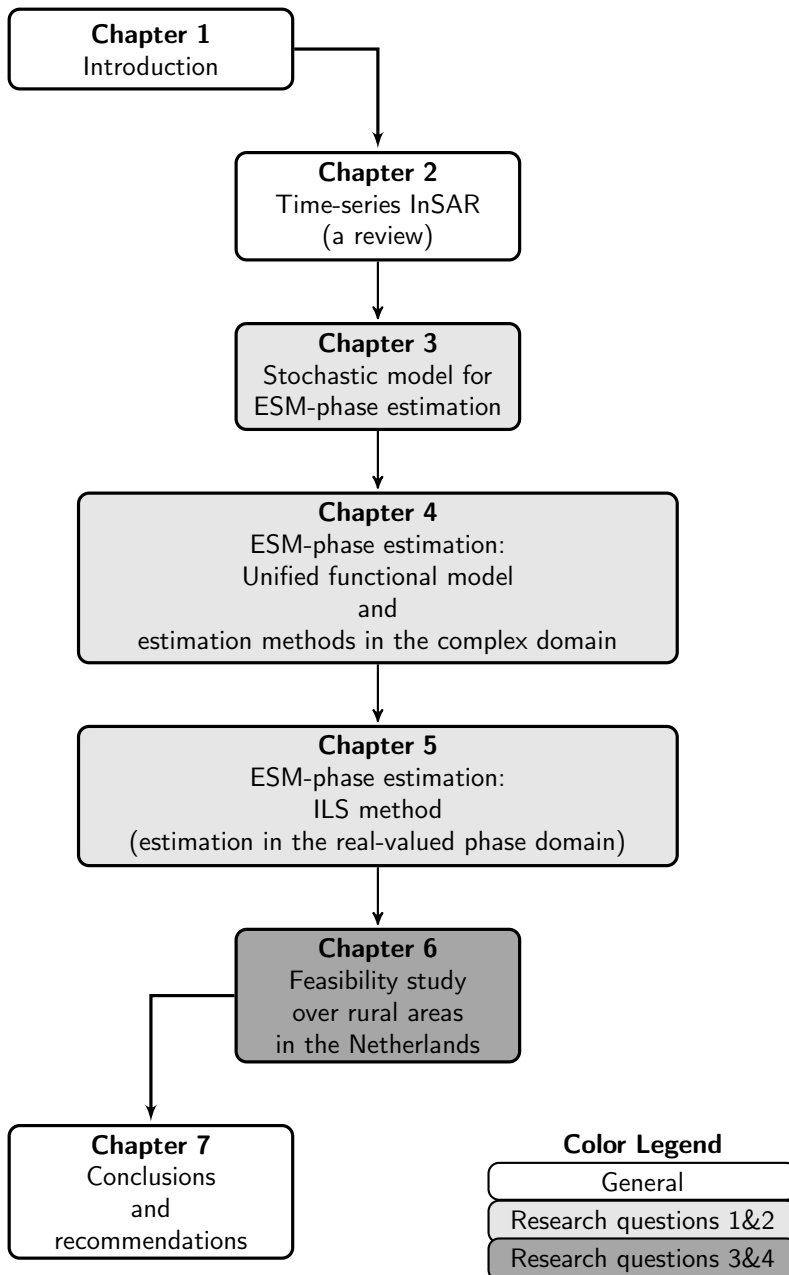 Chapter 1
Introduction
Chapter 2
Time-series InSAR
(a review)
Chapter 3
Stochastic model for
ESM-phase estimation
Chapter 4
ESM-phase estimation:
Unified functional model
and
estimation methods in the complex domain
Chapter 5
ESM-phase estimation:
ILS method
(estimation in the real-valued phase domain)
Chapter 6
Feasibility study
over rural areas
in the Netherlands
Chapter 7
Conclusions
and
recommendations
Color Legend
General
Research questions 1&2
Research questions 3&4